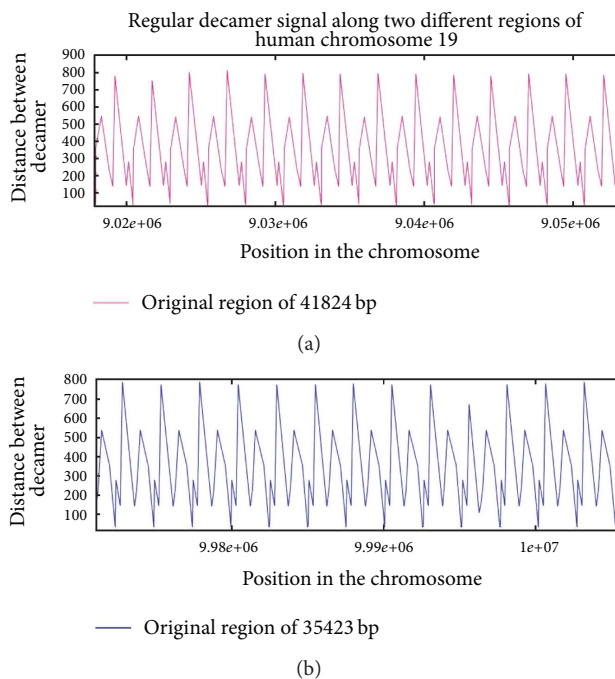 Regular decamer signal along two different regions of
human chromosome 19
Distance between
decamer
900
800
700
600
500
400
300
200
100
9.02e+06
9.03e+06
9.04e+06
9.05e+06
Position in the chromosome
Original region of 41824 bp
(a)
Distance between
decamer
800
700
600
500
400
300
200
100
9.98e+06
9.99e+06
1e+07
Position in the chromosome
Original region of 35423 bp
(b)